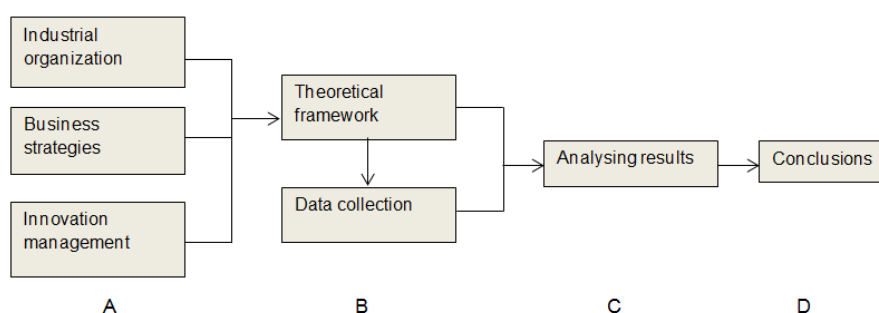 Industrial
organization
Business
strategies
Innovation
management
Theoretical
framework
Data collection
Analysing results
Conclusions
A B C D